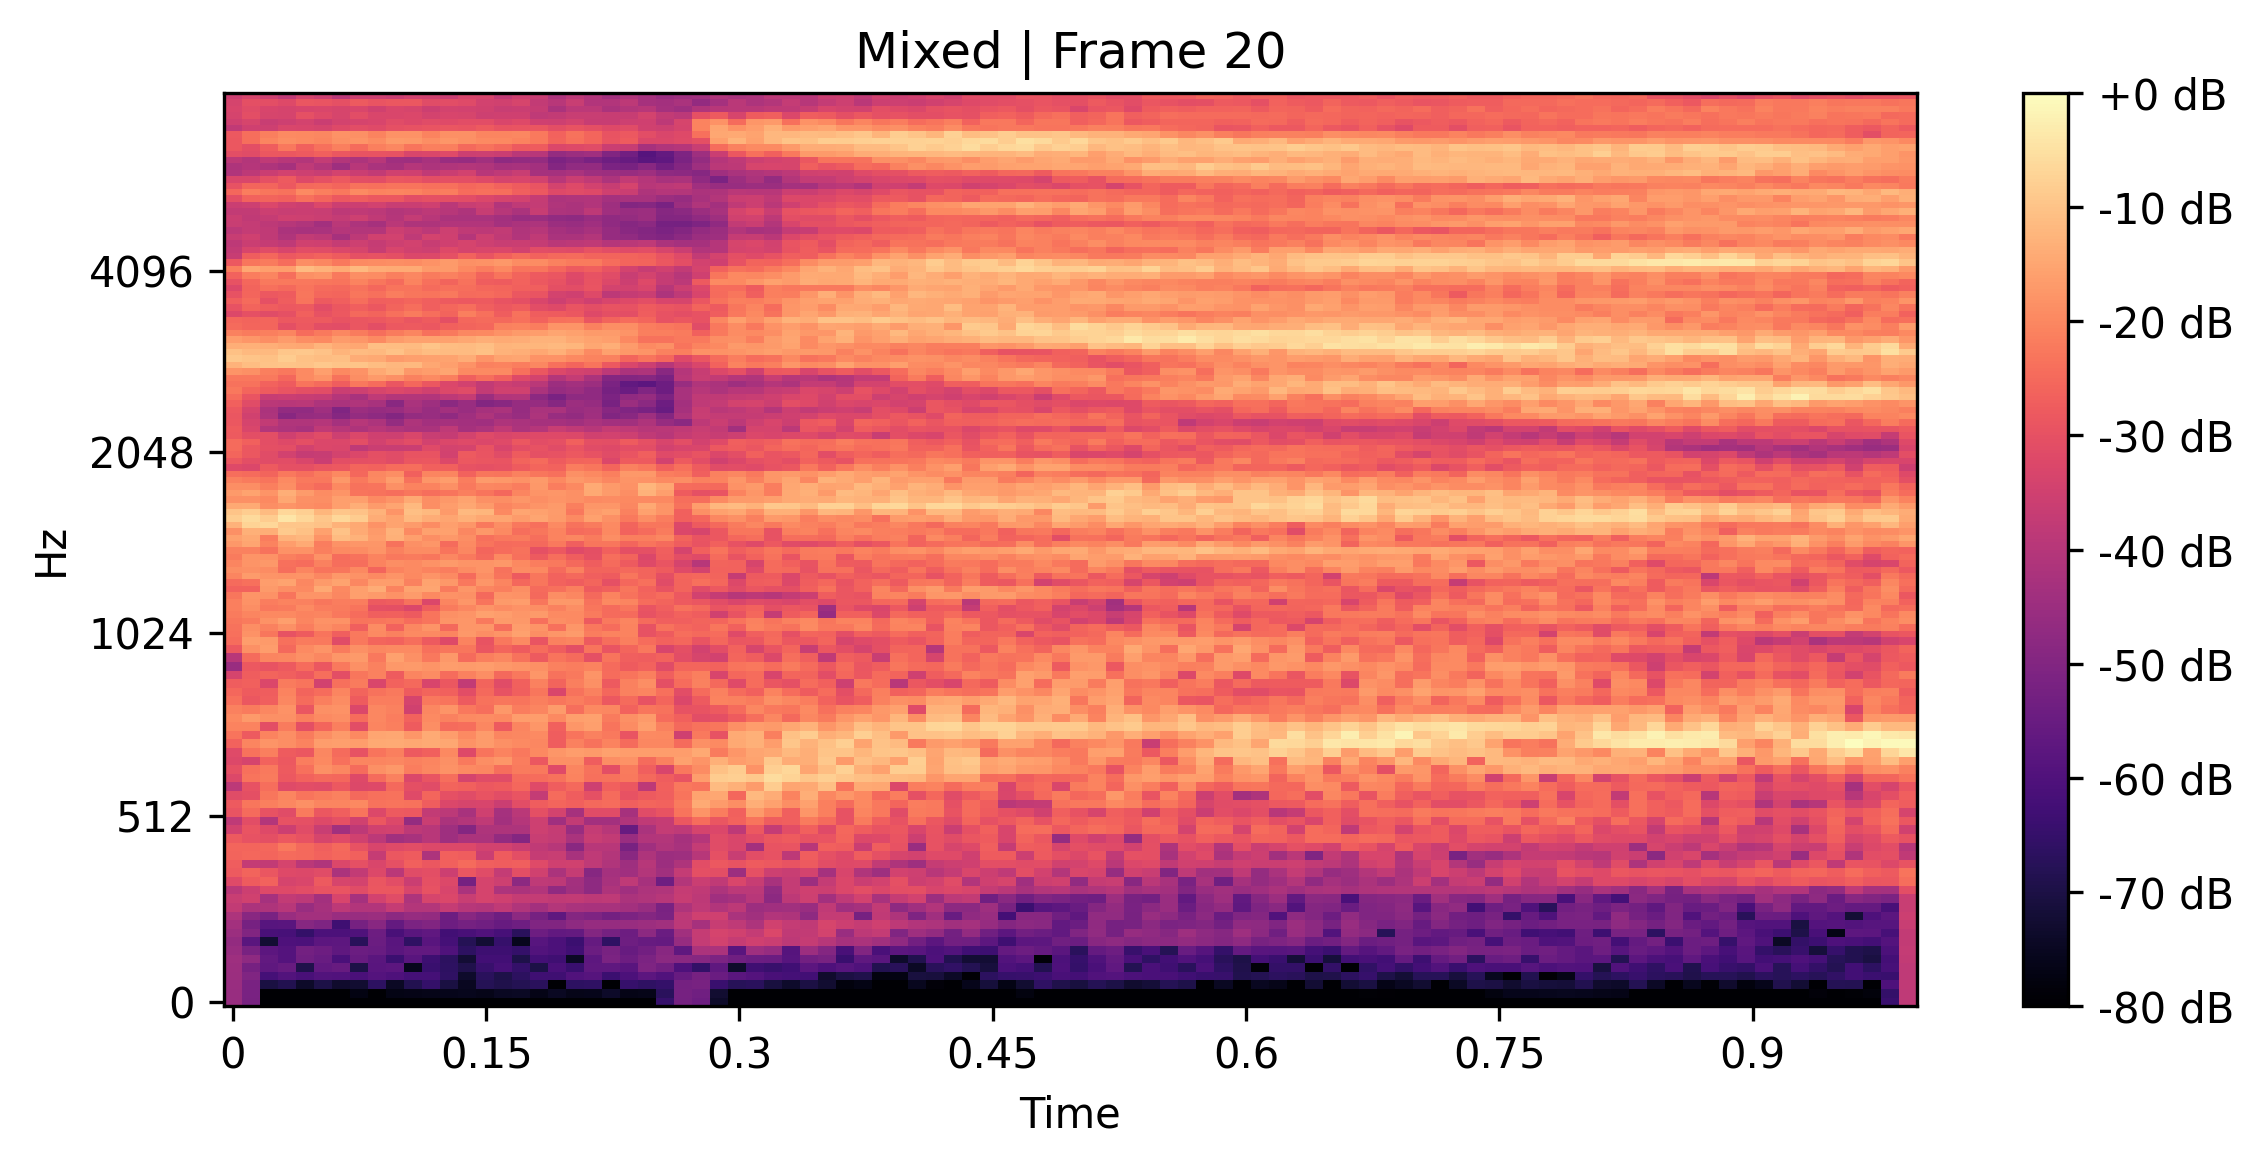 Mixed | Frame 20
+0 dB
-10 dB
-20 dB
-30 dB
-40 dB
-50 dB
-60 dB
-70 dB
-80 dB
4096
2048
1024
512
0
Hz
0 0.15 0.3 0.45 0.6 0.75 0.9
Time